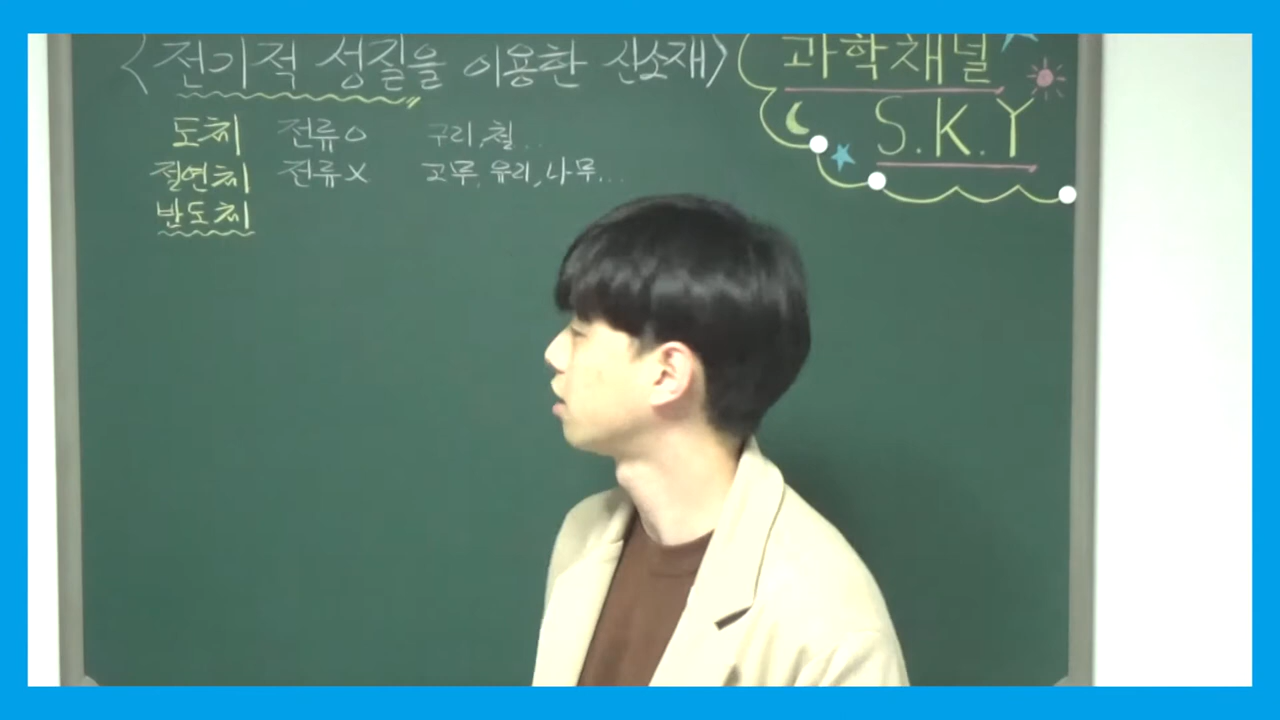 <전기적 성질을 이용한 신소재>
도체 전류○ 구리, 철...
절연체 전류X 고무, 유리, 나무...
반도체
과학채널
S.K.Y